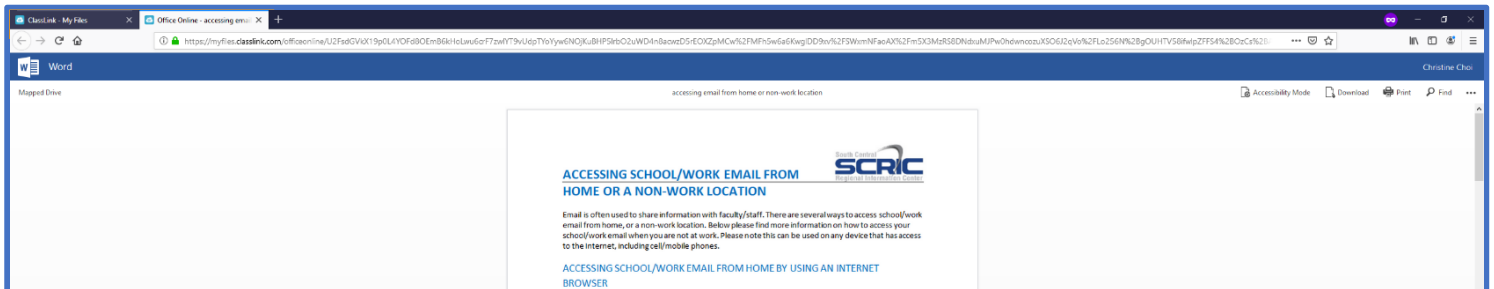 ClassLink - My Files
Office Online - accessing emai
Word
Christine Choi
Mapped Drive
accessing email from home or non-work location
Accessibility Mode
Download
Print
Find
South Central
SCRIC
Regional Information Center
ACCESSING SCHOOL/WORK EMAIL FROM
HOME OR A NON-WORK LOCATION
Email is often used to share information with faculty/staff. There are several ways to access school/work
email from home, or a non-work location. Below please find more information on how to access your
school/work email when you are not at work. Please note this can be used on any device that has access
to the internet, including cell/mobile phones.
ACCESSING SCHOOL/WORK EMAIL FROM HOME BY USING AN INTERNET
BROWSER